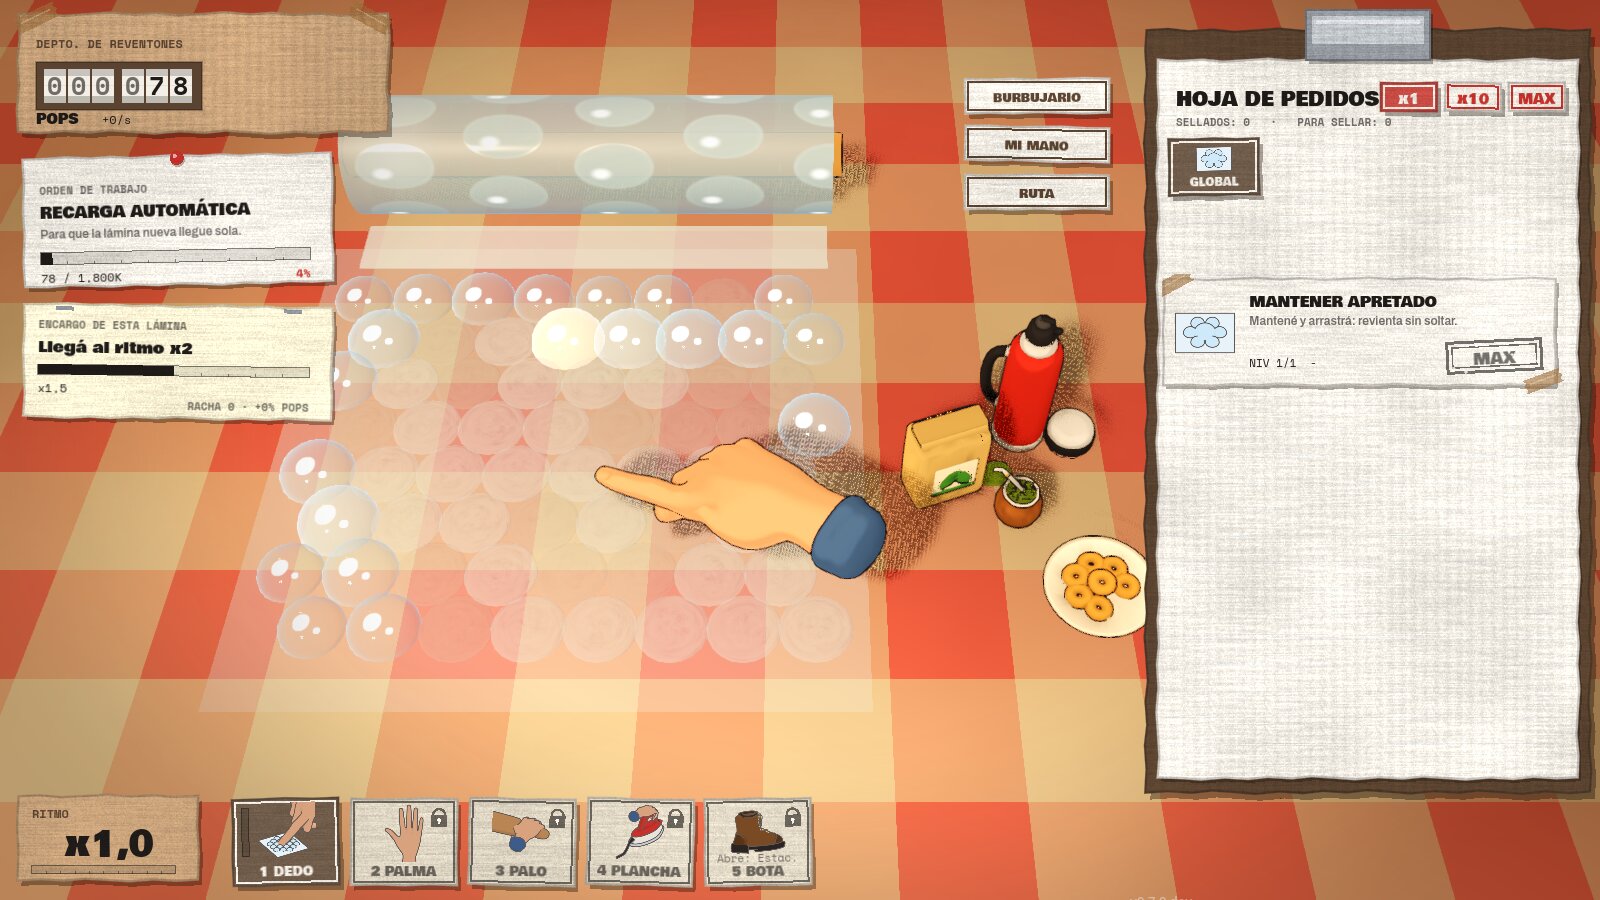 DEPTO. DE REVENTONES
000078
POPS +0/s
ORDEN DE TRABAJO
RECARGA AUTOMÁTICA
Para que la lámina nueva llegue sola.
78 / 1.800K 4%
ENCARGO DE ESTA LÁMINA
Llegá al ritmo x2
x1,5
RACHA 0 - +0% POPS
BURBUJARIO
MI MANO
RUTA
HOJA DE PEDIDOS
x1 x10 MAX
SELLADOS: 0 · PARA SELLAR: 0
GLOBAL
MANTENER APRETADO
Mantené y arrastrá: revienta sin soltar.
NIV 1/1 -
MAX
RITMO
x1,0
1 DEDO
2 PALMA
3 PALO
4 PLANCHA
Abre: Estac.
5 BOTA